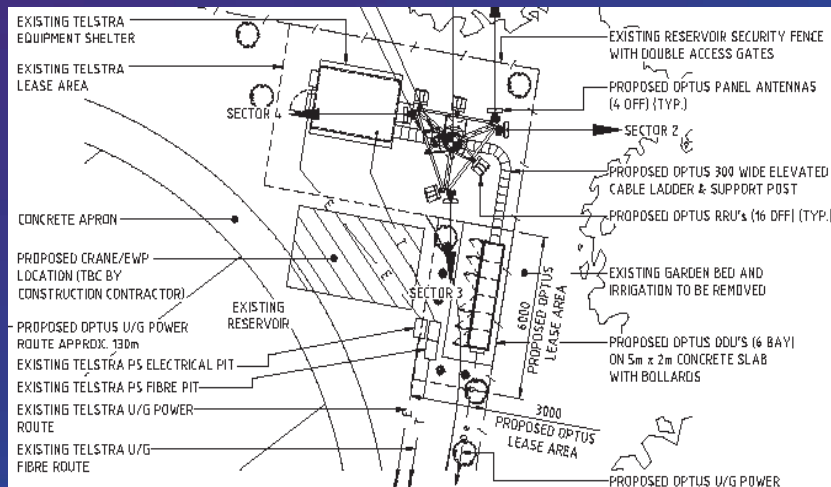 EXISTING TELSTRA
EQUIPMENT SHELTER
EXISTING TELSTRA
LEASE AREA
SECTOR 4
CONCRETE APRON
PROPOSED CRANE/EWP
LOCATION (TBC BY
CONSTRUCTION CONTRACTOR)
EXISTING
RESERVOIR
PROPOSED OPTUS U/G POWER
ROUTE APPROX. 130m
EXISTING TELSTRA P5 ELECTRICAL PIT
EXISTING TELSTRA P5 FIBRE PIT
EXISTING TELSTRA U/G POWER
ROUTE
EXISTING TELSTRA U/G
FIBRE ROUTE
SECTOR 3
6000
PROPOSED OPTUS
LEASE AREA
3000
PROPOSED OPTUS
LEASE AREA
EXISTING RESERVOIR SECURITY FENCE
WITH DOUBLE ACCESS GATES
PROPOSED OPTUS PANEL ANTENNAS
(4 OFF) (TYP.)
SECTOR 2
PROPOSED OPTUS 300 WIDE ELEVATED
CABLE LADDER & SUPPORT POST
PROPOSED OPTUS RRU's (16 OFF) (TYP.)
EXISTING GARDEN BED AND
IRRIGATION TO BE REMOVED
PROPOSED OPTUS ODU'S (6 BAY)
ON 5m x 2m CONCRETE SLAB
WITH BOLLARDS
PROPOSED OPTUS U/G POWER